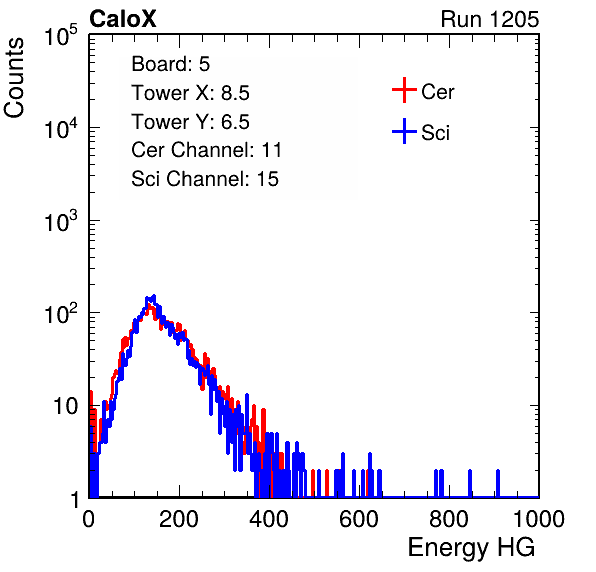 CaloX Run 1205
Counts
10^5
10^4
10^3
10^2
10
1
Board: 5
Tower X: 8.5
Tower Y: 6.5
Cer Channel: 11
Sci Channel: 15
Cer
Sci
0 200 400 600 800 1000
Energy HG